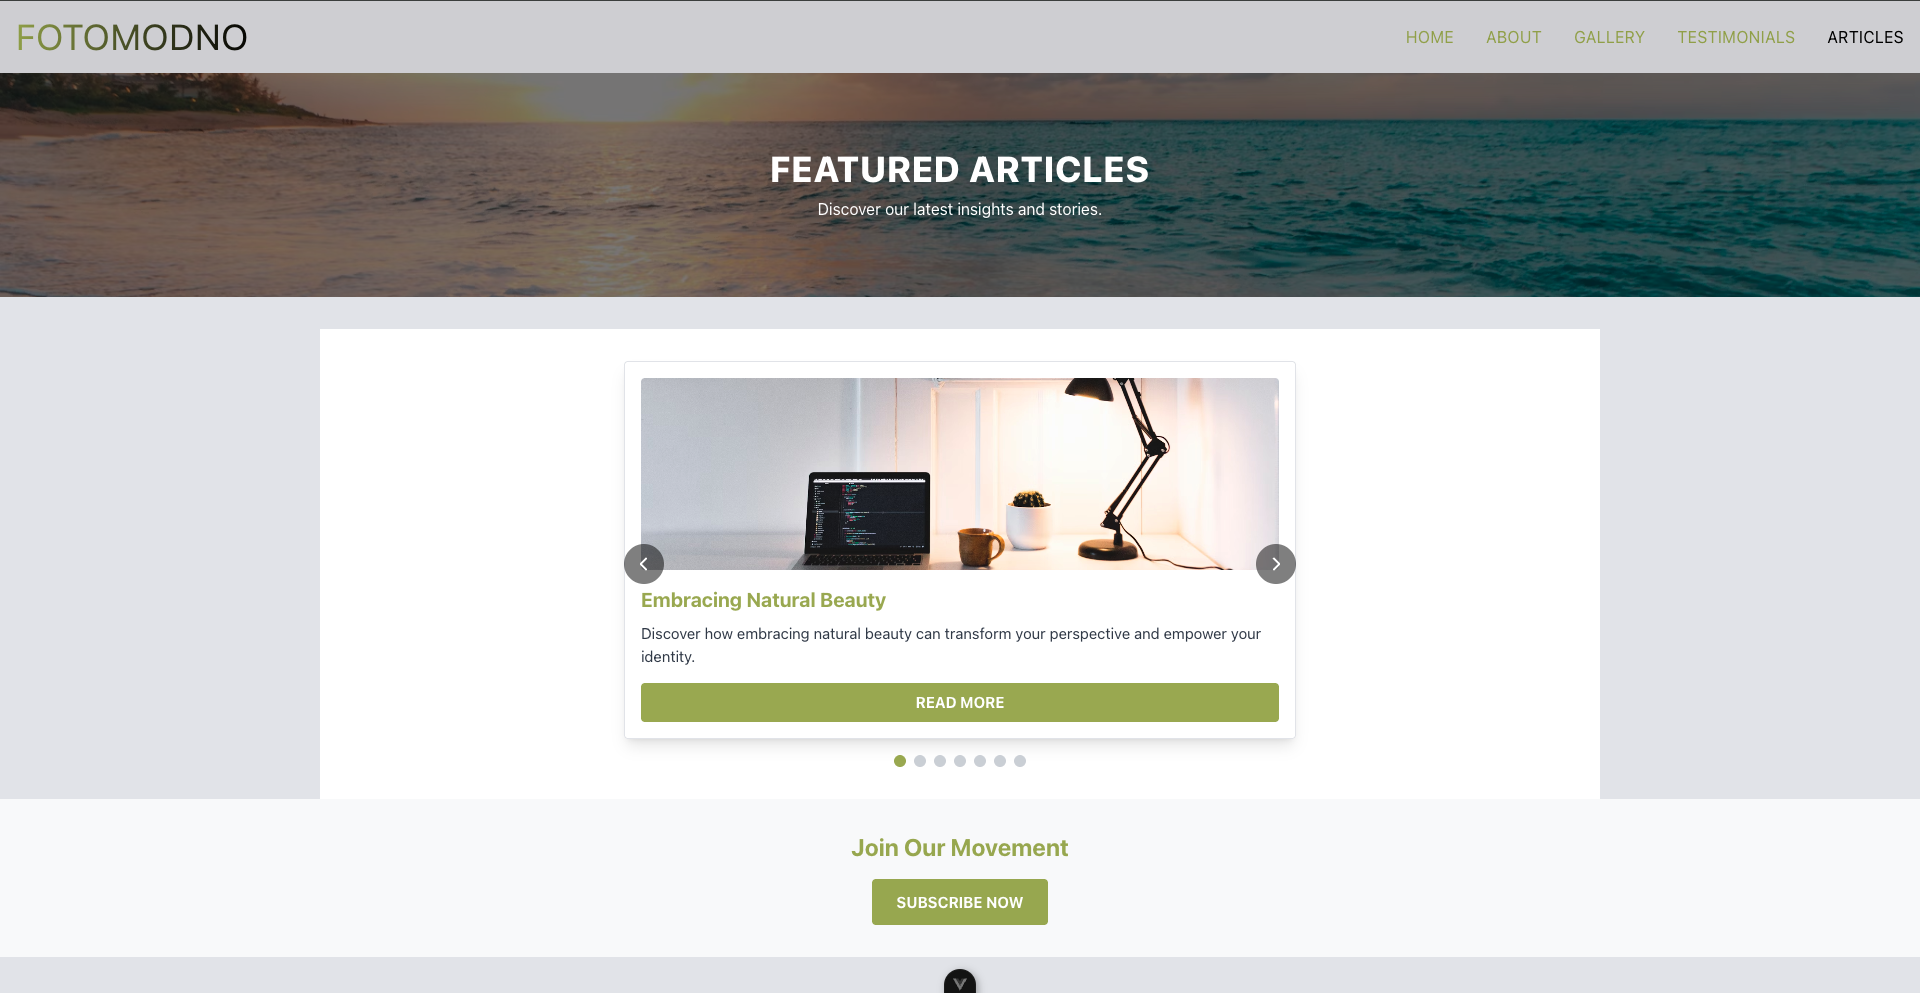 FOTOMODNO
HOME ABOUT GALLERY TESTIMONIALS ARTICLES
FEATURED ARTICLES
Discover our latest insights and stories.
Embracing Natural Beauty
Discover how embracing natural beauty can transform your perspective and empower your
identity.
READ MORE
Join Our Movement
SUBSCRIBE NOW